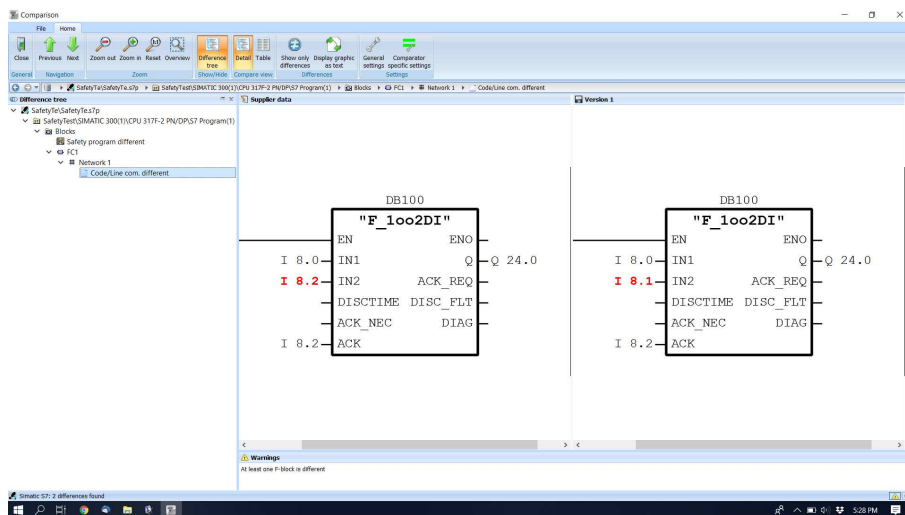 Comparison
File Home
Close Previous Next Zoom out Zoom in Reset Overview Difference tree Detail Table Show only differences Display graphic as text General settings Comparator specific settings
General Navigation Zoom Show/Hide Compare view Differences Settings
SafetyTe\SafetyTe.s7p SafetyTest\SIMATIC 300(1)\CPU 317F-2 PN/DP\S7 Program(1) Blocks FC1 Network 1 Code/Line com. different
Difference tree
SafetyTe\SafetyTe.s7p
SafetyTest\SIMATIC 300(1)\CPU 317F-2 PN/DP\S7 Program(1)
Blocks
Safety program different
FC1
Network 1
Code/Line com. different
Supplier data
DB100
"F_1oo2DI"
EN ENO
I 8.0 IN1 Q Q 24.0
I 8.2 IN2 ACK_REQ
DISCTIME DISC_FLT
ACK_NEC DIAG
I 8.2 ACK
Version 1
DB100
"F_1oo2DI"
EN ENO
I 8.0 IN1 Q Q 24.0
I 8.1 IN2 ACK_REQ
DISCTIME DISC_FLT
ACK_NEC DIAG
I 8.2 ACK
Warnings
At least one F-block is different
Simatic S7: 2 differences found
5:28 PM